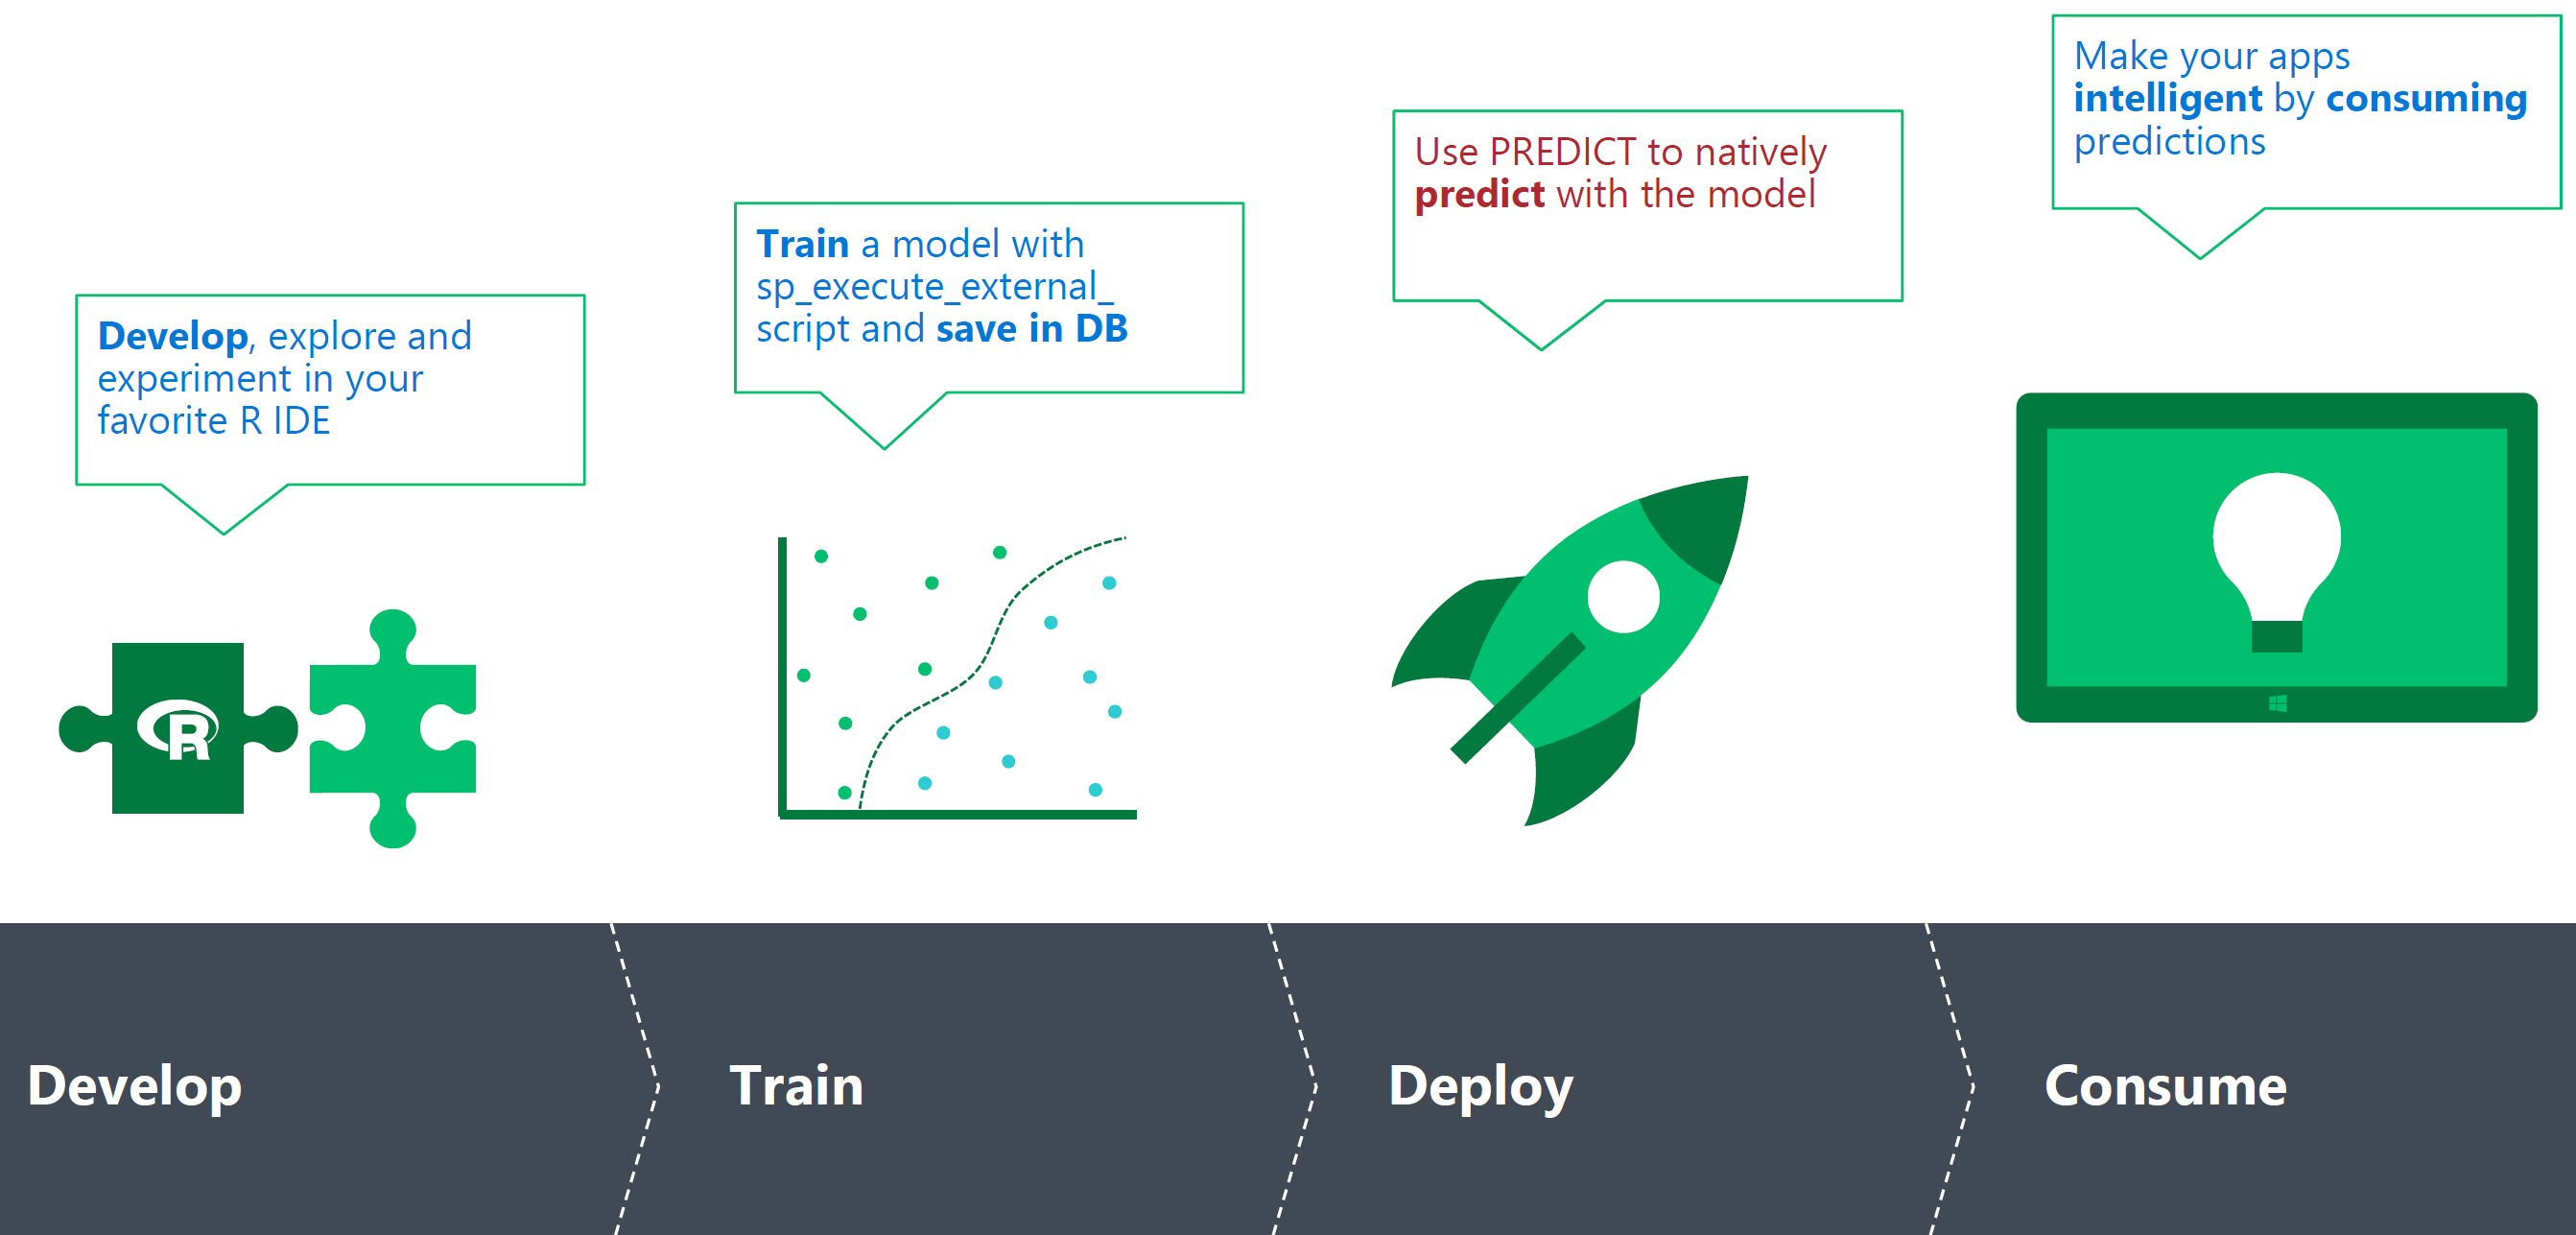 Develop, explore and
experiment in your
favorite R IDE
Train a model with
sp_execute_external_
script and save in DB
Use PREDICT to natively
predict with the model
Make your apps
intelligent by consuming
predictions
R
Develop
Train
Deploy
Consume